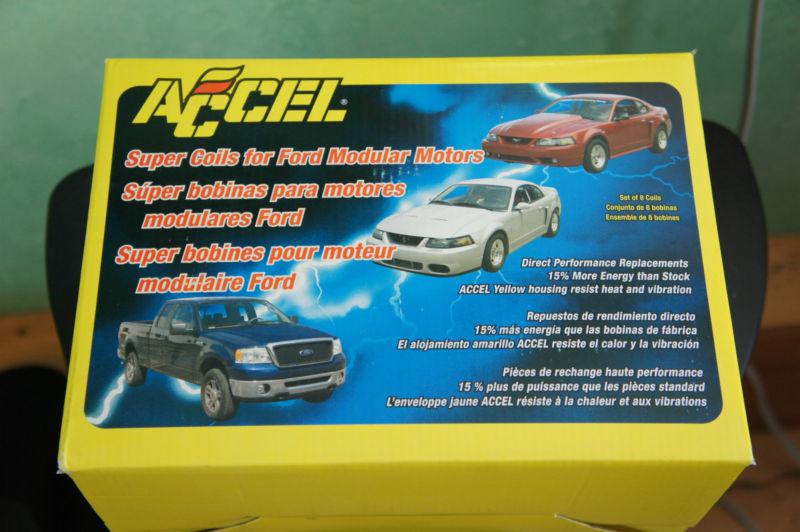 ACCEL®
Super Coils for Ford Modular Motors
Súper bobinas para motores
modulares Ford
Super bobines pour moteur
modulaire Ford
Set of 8 Coils
Conjunto de 8 bobinas
Ensemble de 8 bobines
Direct Performance Replacements
15% More Energy than Stock
ACCEL Yellow housing resist heat and vibration
Repuestos de rendimiento directo
15% más energía que las bobinas de fábrica
El alojamiento amarillo ACCEL resiste el calor y la vibración
Pièces de rechange haute performance
15 % plus de puissance que les pièces standard
L'enveloppe jaune ACCEL résiste à la chaleur et aux vibrations